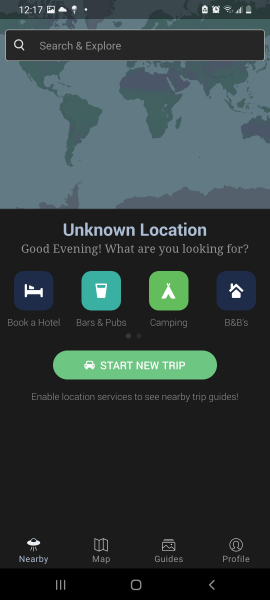 12:17
Search & Explore
Unknown Location
Good Evening! What are you looking for?
Book a Hotel
Bars & Pubs
Camping
B&B's
START NEW TRIP
Enable location services to see nearby trip guides!
Nearby
Map
Guides
Profile